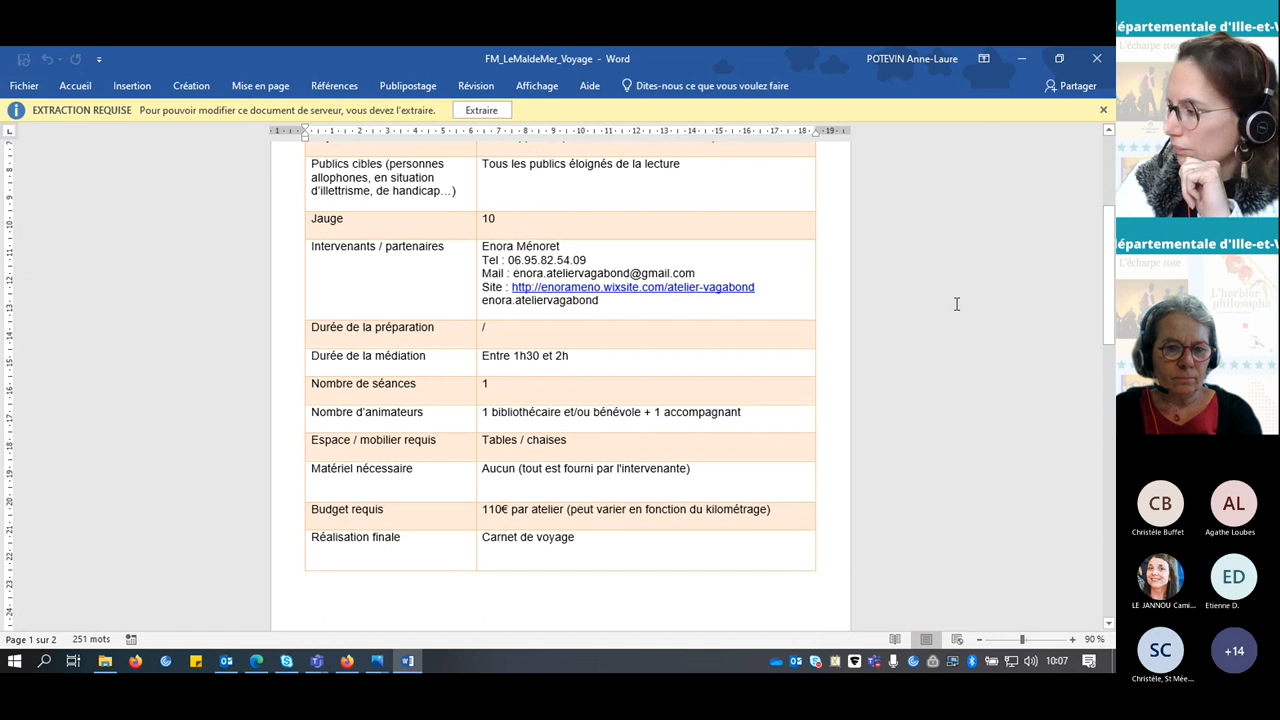 FM_LeMaldeMer_Voyage - Word
POTEVIN Anne-Laure
Fichier Accueil Insertion Création Mise en page Références Publipostage Révision Affichage Aide Dites-nous ce que vous voulez faire Partager
EXTRACTION REQUISE Pour pouvoir modifier ce document de serveur, vous devez l'extraire. Extraire
Publics cibles (personnes
allophones, en situation
d'illettrisme, de handicap…)
Tous les publics éloignés de la lecture
Jauge
10
Intervenants / partenaires
Enora Ménoret
Tel : 06.95.82.54.09
Mail : enora.ateliervagabond@gmail.com
Site : http://enorameno.wixsite.com/atelier-vagabond
enora.ateliervagabond
Durée de la préparation
/
Durée de la médiation
Entre 1h30 et 2h
Nombre de séances
1
Nombre d'animateurs
1 bibliothécaire et/ou bénévole + 1 accompagnant
Espace / mobilier requis
Tables / chaises
Matériel nécessaire
Aucun (tout est fourni par l'intervenante)
Budget requis
110€ par atelier (peut varier en fonction du kilométrage)
Réalisation finale
Carnet de voyage
Page 1 sur 2 251 mots
90 %
10:07
épartementale d'Ille-et-V
L'écharpe rose
épartementale d'Ille-et-V
L'écharpe rose
L'herbier
philosophe
CB
Christèle Buffet
AL
Agathe Loubes
LE JANNOU Cami...
ED
Etienne D.
SC
Christèle, St Mée...
+14